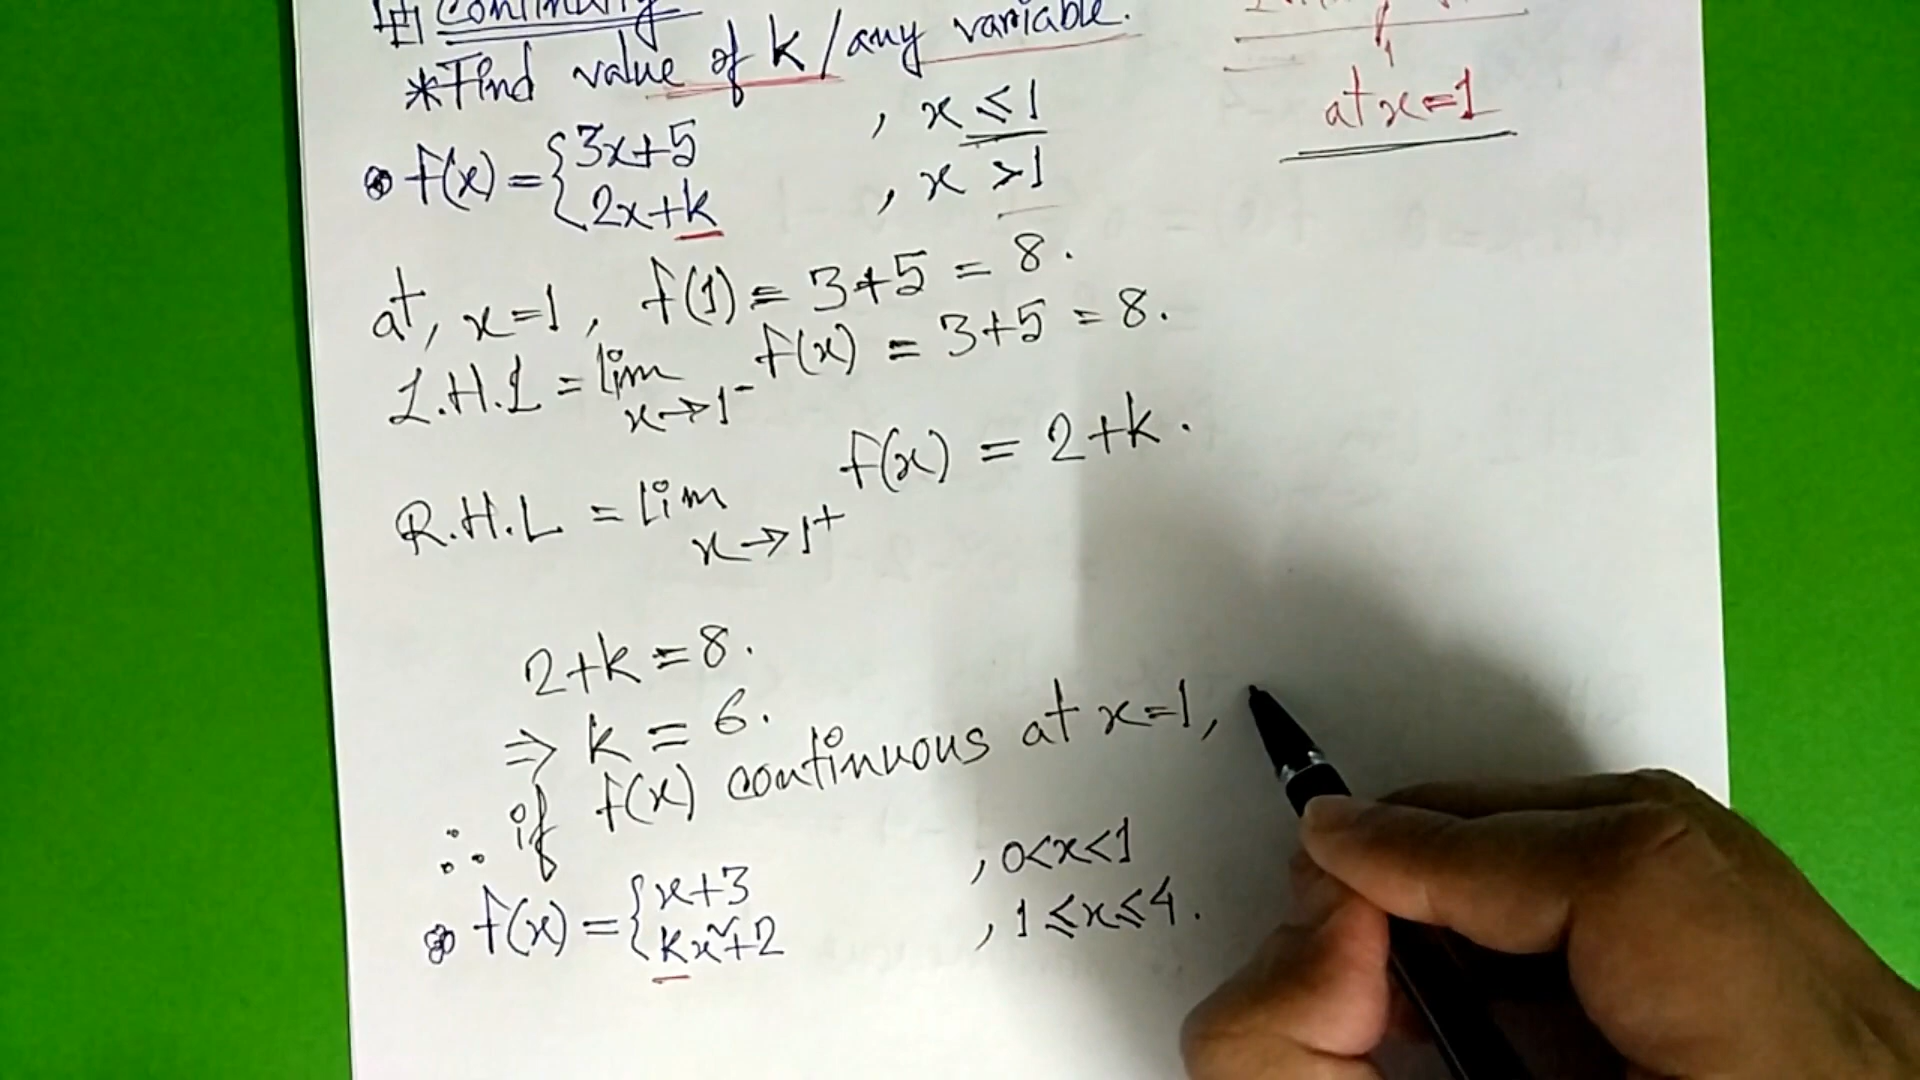 Continuity
*Find value of k/any variable.
at x=1
f(x) = {3x+5 , x ≤ 1
2x+k , x > 1
at, x=1, f(1) = 3+5 = 8.
L.H.L = lim x→1⁻ f(x) = 3+5 = 8.
R.H.L = lim x→1⁺ f(x) = 2+k.
2+k = 8.
⇒ k = 6.
∴ if f(x) continuous at x=1,
f(x) = {x+3 , 0<x<1
kx²+2 , 1≤x≤4.